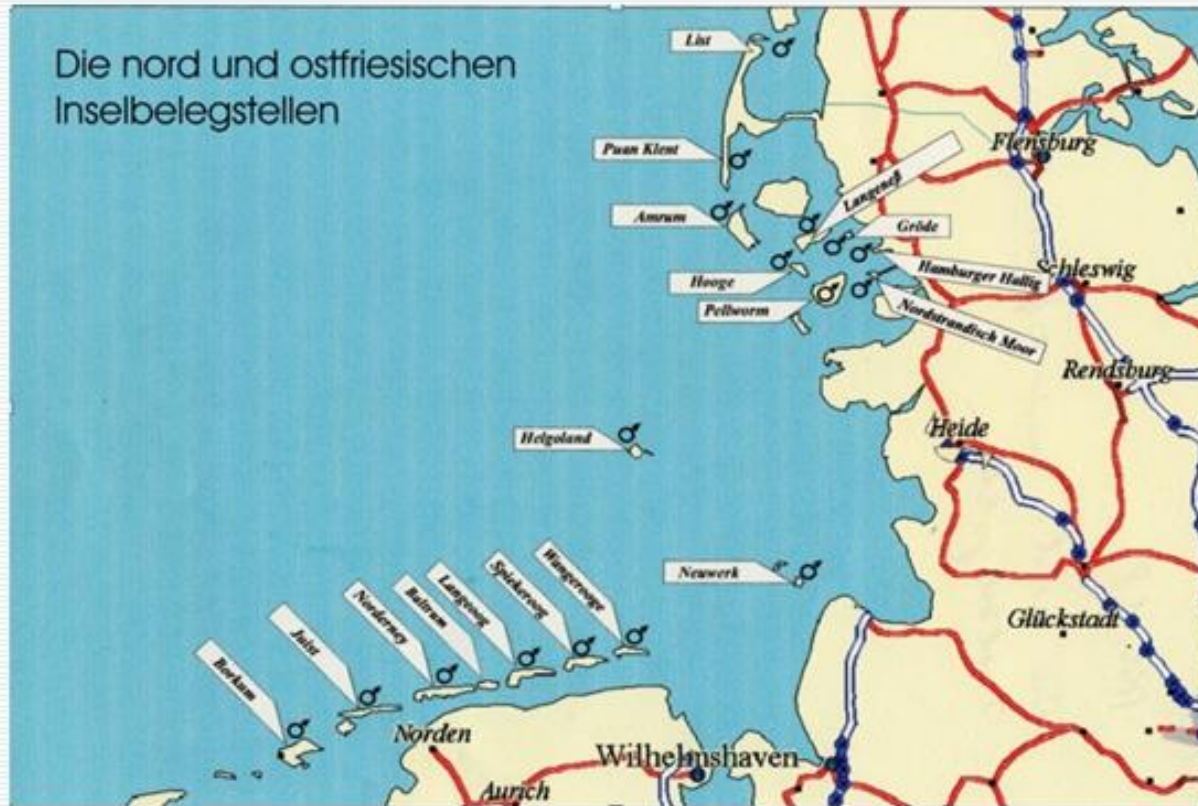 Die nord und ostfriesischen
Inselbelegstellen
List
Puan Klent
Flensburg
Langeneß
Amrum
Gröde
Hooge
Hamburger Hallig
Schleswig
Pellworm
Nordstrandisch Moor
Rendsburg
Helgoland
Heide
Neuwerk
Wangerooge
Spiekeroog
Langeoog
Baltrum
Norderney
Juist
Borkum
Glückstadt
Norden
Wilhelmshaven
Aurich